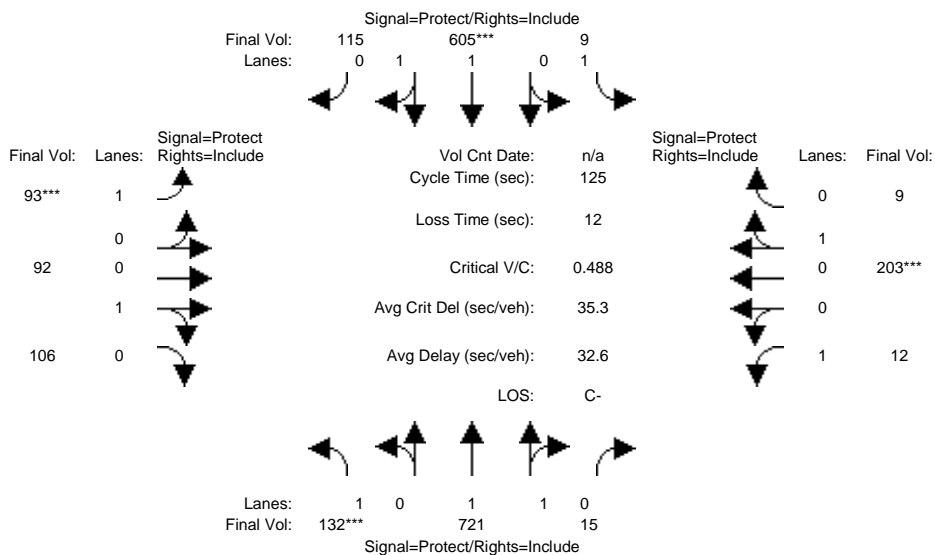 Signal=Protect/Rights=Include
Final Vol: 115 605*** 9
Lanes: 0 1 1 0 1
Signal=Protect
Final Vol: Lanes: Rights=Include
Vol Cnt Date: n/a
Signal=Protect
Rights=Include Lanes: Final Vol:
Cycle Time (sec): 125
93*** 1 0 9
Loss Time (sec): 12
0 1
92 0 Critical V/C: 0.488 0 203***
1 Avg Crit Del (sec/veh): 35.3 0
106 0 Avg Delay (sec/veh): 32.6 1 12
LOS: C-
Lanes: 1 0 1 1 0
Final Vol: 132*** 721 15
Signal=Protect/Rights=Include